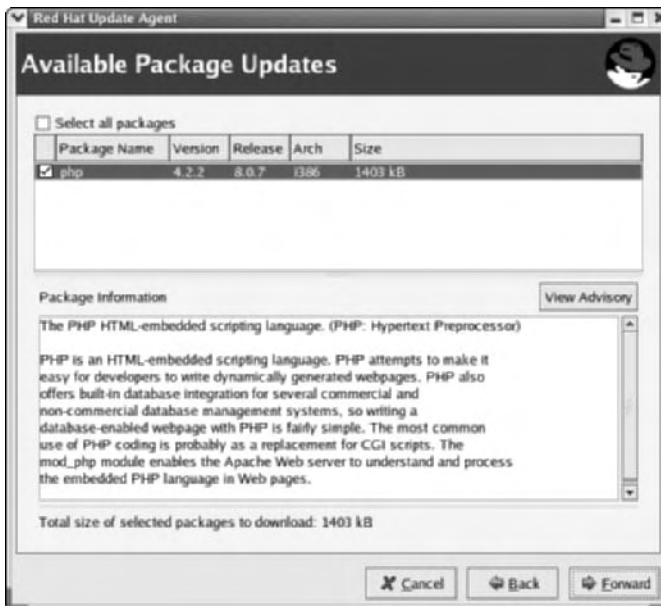 Red Hat Update Agent
Available Package Updates
Select all packages
Package Name Version Release Arch Size
php 4.2.2 8.0.7 i386 1403 kB
Package Information
View Advisory
The PHP HTML-embedded scripting language. (PHP: Hypertext Preprocessor)
PHP is an HTML-embedded scripting language. PHP attempts to make it
easy for developers to write dynamically generated webpages. PHP also
offers built-in database integration for several commercial and
non-commercial database management systems, so writing a
database-enabled webpage with PHP is fairly simple. The most common
use of PHP coding is probably as a replacement for CGI scripts. The
mod_php module enables the Apache Web server to understand and process
the embedded PHP language in Web pages.
Total size of selected packages to download: 1403 kB
Cancel
Back
Forward